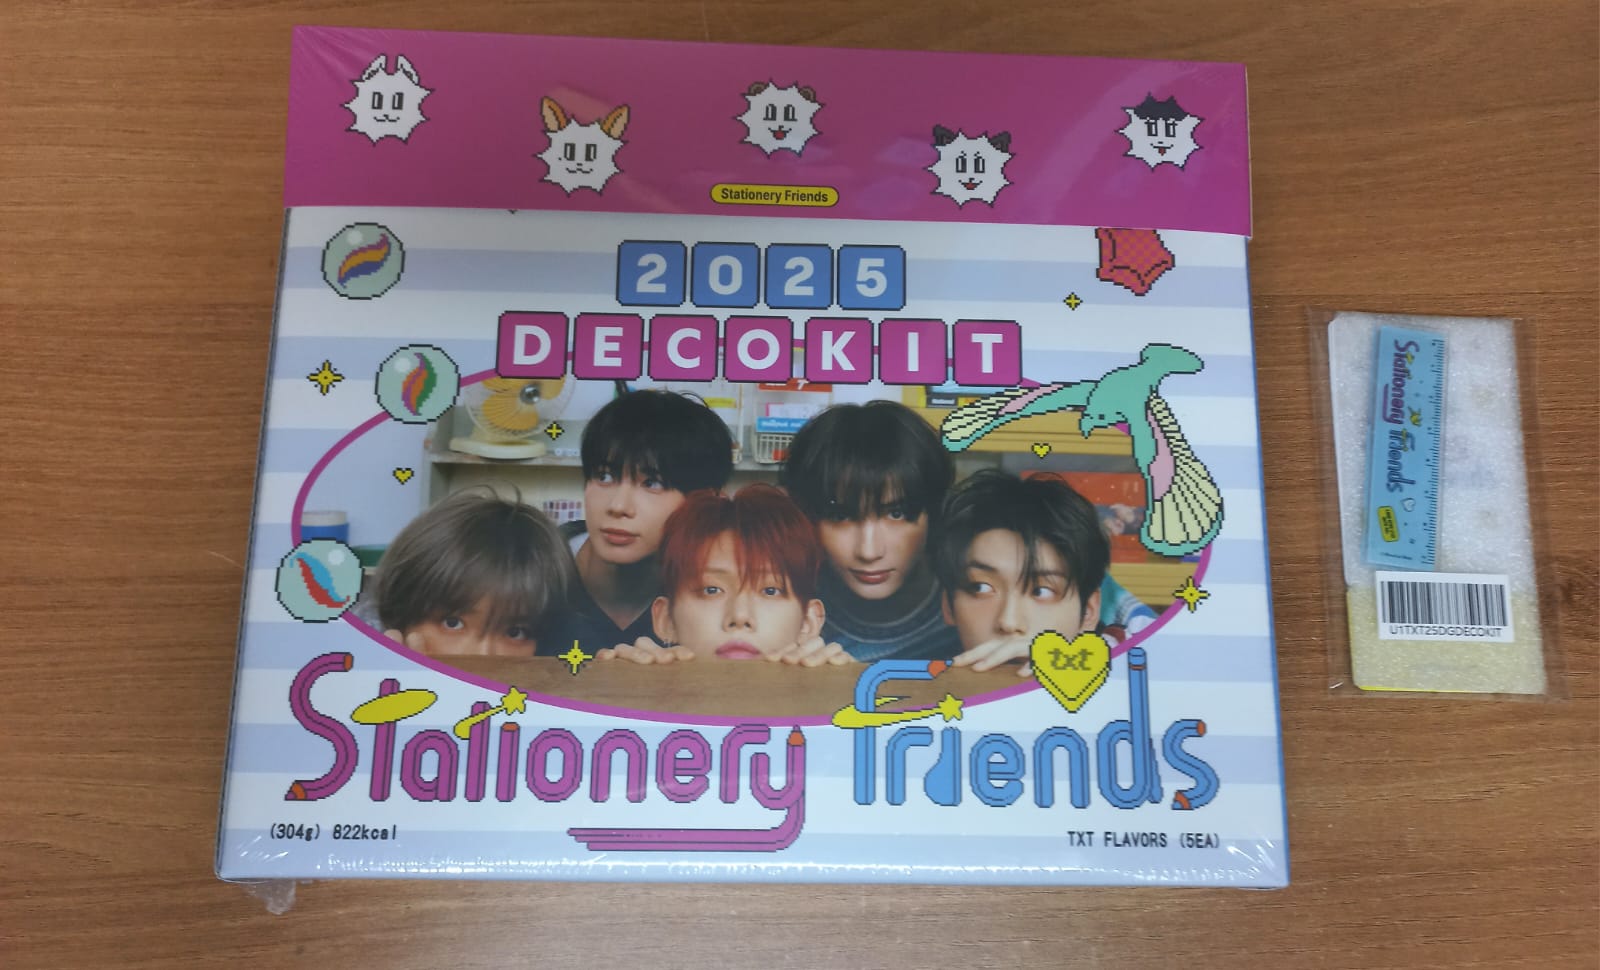 Stationery Friends
2025
DECOKIT
txt
Stationery Friends
(304g) 822kcal
TXT FLAVORS (5EA)
Stationery Friends
U1TXT25DGDECOKIT